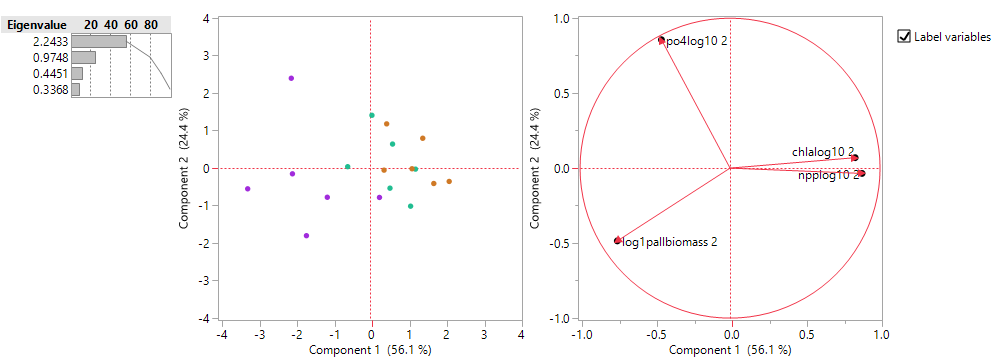 Eigenvalue 20 40 60 80
2.2433
0.9748
0.4451
0.3368
4
3
2
1
0
-1
-2
-3
-4
Component 2 (24.4 %)
-4 -3 -2 -1 0 1 2 3 4
Component 1 (56.1 %)
1.0
0.5
0.0
-0.5
-1.0
Component 2 (24.4 %)
po4log10 2
chlalog10 2
npplog10 2
log1pallbiomass 2
-1.0 -0.5 0.0 0.5 1.0
Component 1 (56.1 %)
Label variables